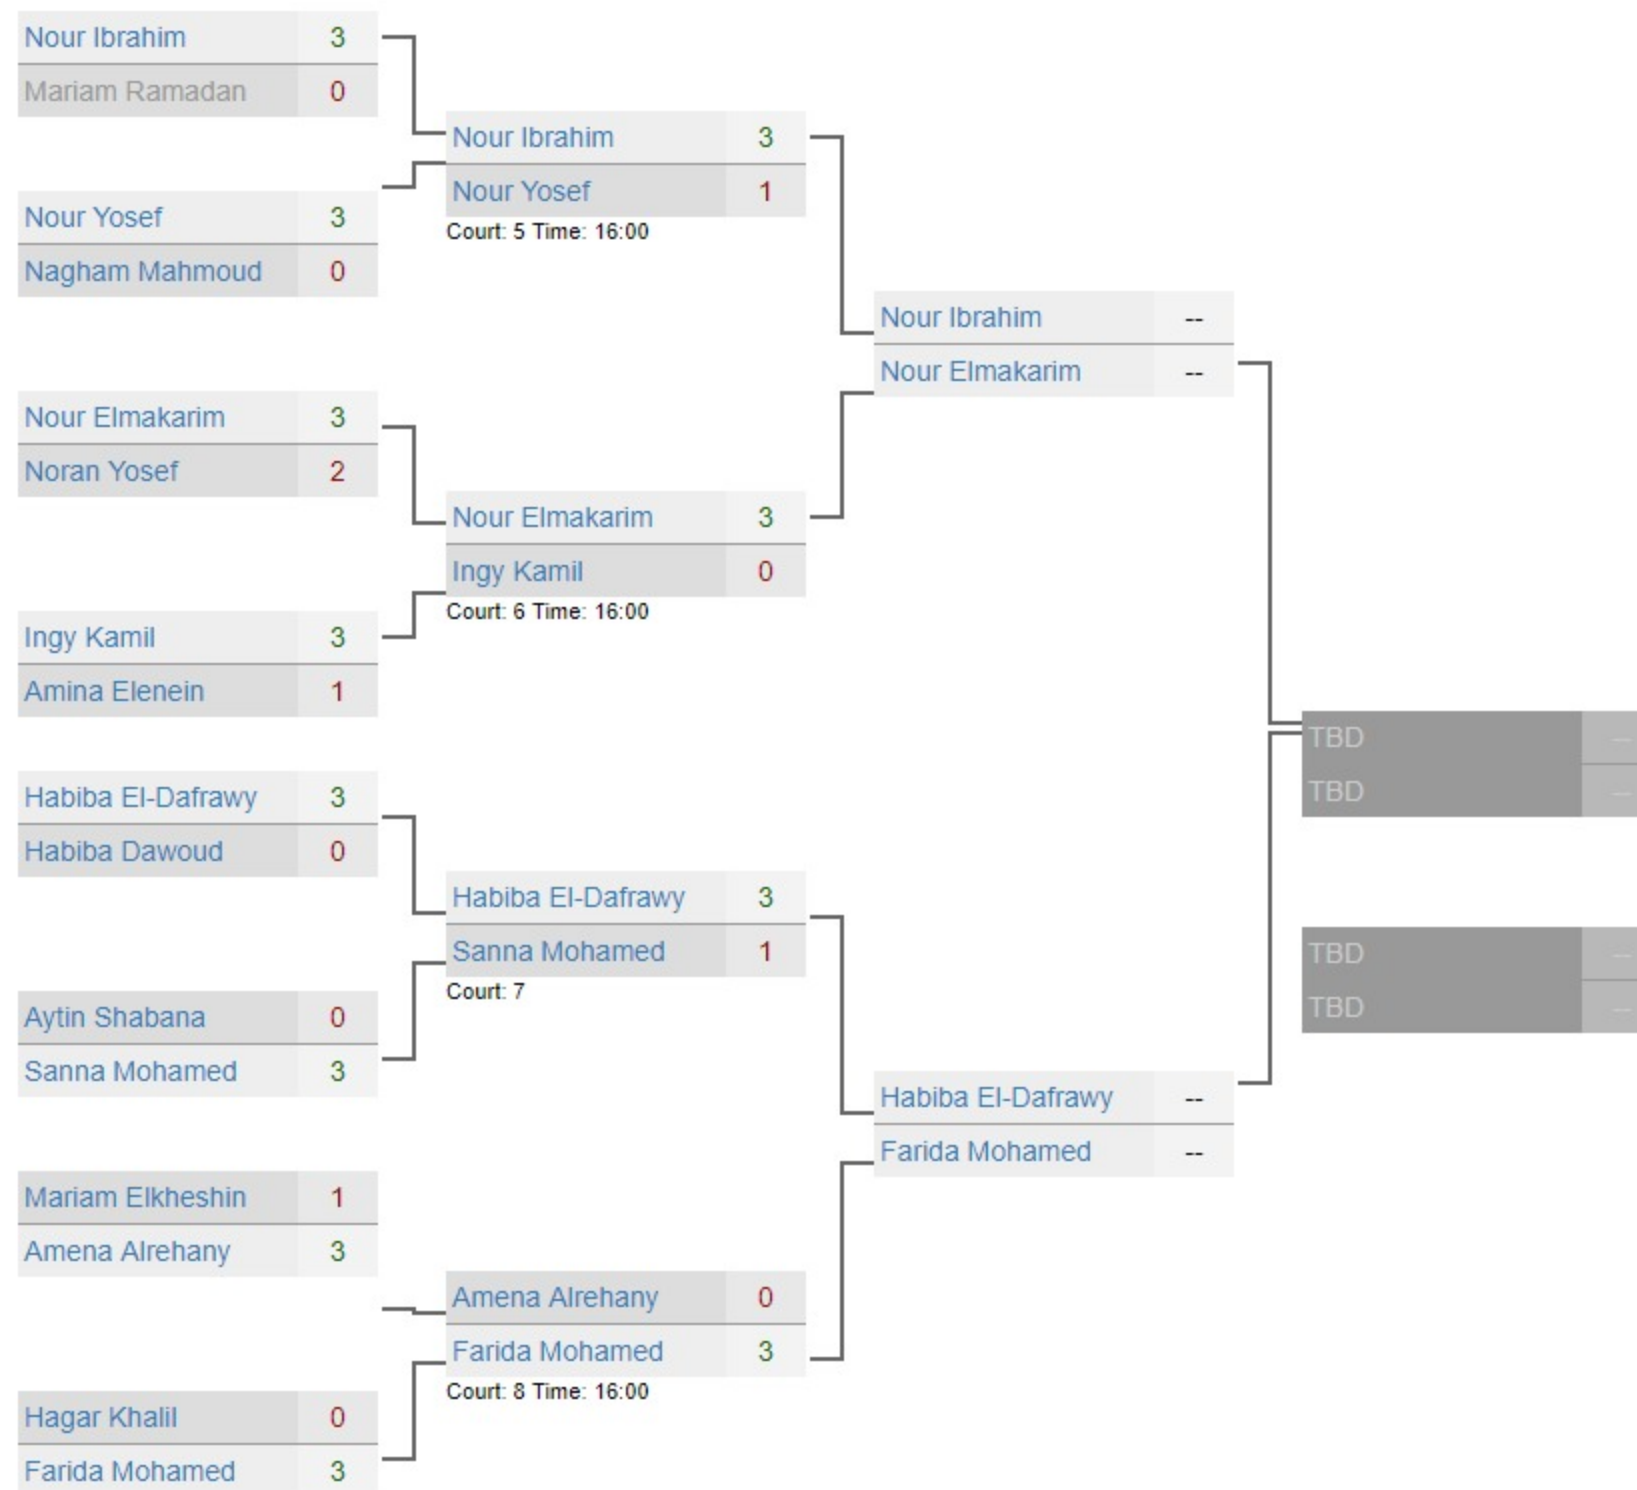 Nour Ibrahim 3
Mariam Ramadan 0
Nour Yosef 3
Nagham Mahmoud 0
Nour Elmakarim 3
Noran Yosef 2
Ingy Kamil 3
Amina Elenein 1
Habiba El-Dafrawy 3
Habiba Dawoud 0
Aytin Shabana 0
Sanna Mohamed 3
Mariam Elkheshin 1
Amena Alrehany 3
Hagar Khalil 0
Farida Mohamed 3
Nour Ibrahim 3
Nour Yosef 1
Court: 5 Time: 16:00
Nour Elmakarim 3
Ingy Kamil 0
Court: 6 Time: 16:00
Habiba El-Dafrawy 3
Sanna Mohamed 1
Court: 7
Amena Alrehany 0
Farida Mohamed 3
Court: 8 Time: 16:00
Nour Ibrahim --
Nour Elmakarim --
Habiba El-Dafrawy --
Farida Mohamed --
TBD --
TBD --
TBD --
TBD --